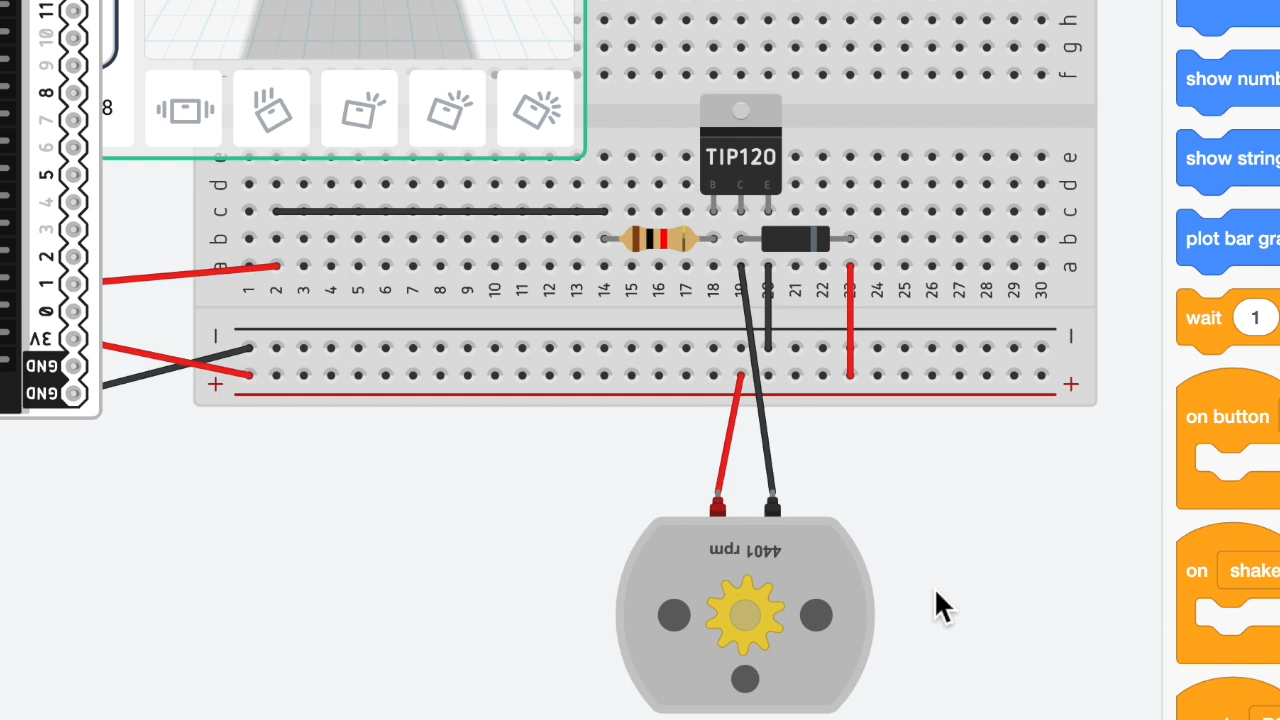 11
10
9
8
7
6
5
4
3
2
1
0
3V
GND
GND
8
h
g
f
e
d
c
b
a
e
d
c
b
a
TIP120
B C E
1 2 3 4 5 6 7 8 9 10 11 12 13 14 15 16 17 18 19 20 21 22 23 24 25 26 27 28 29 30
–
+
–
+
4401 rpm
show
show string
plot bar
wait 1
on button
on shake